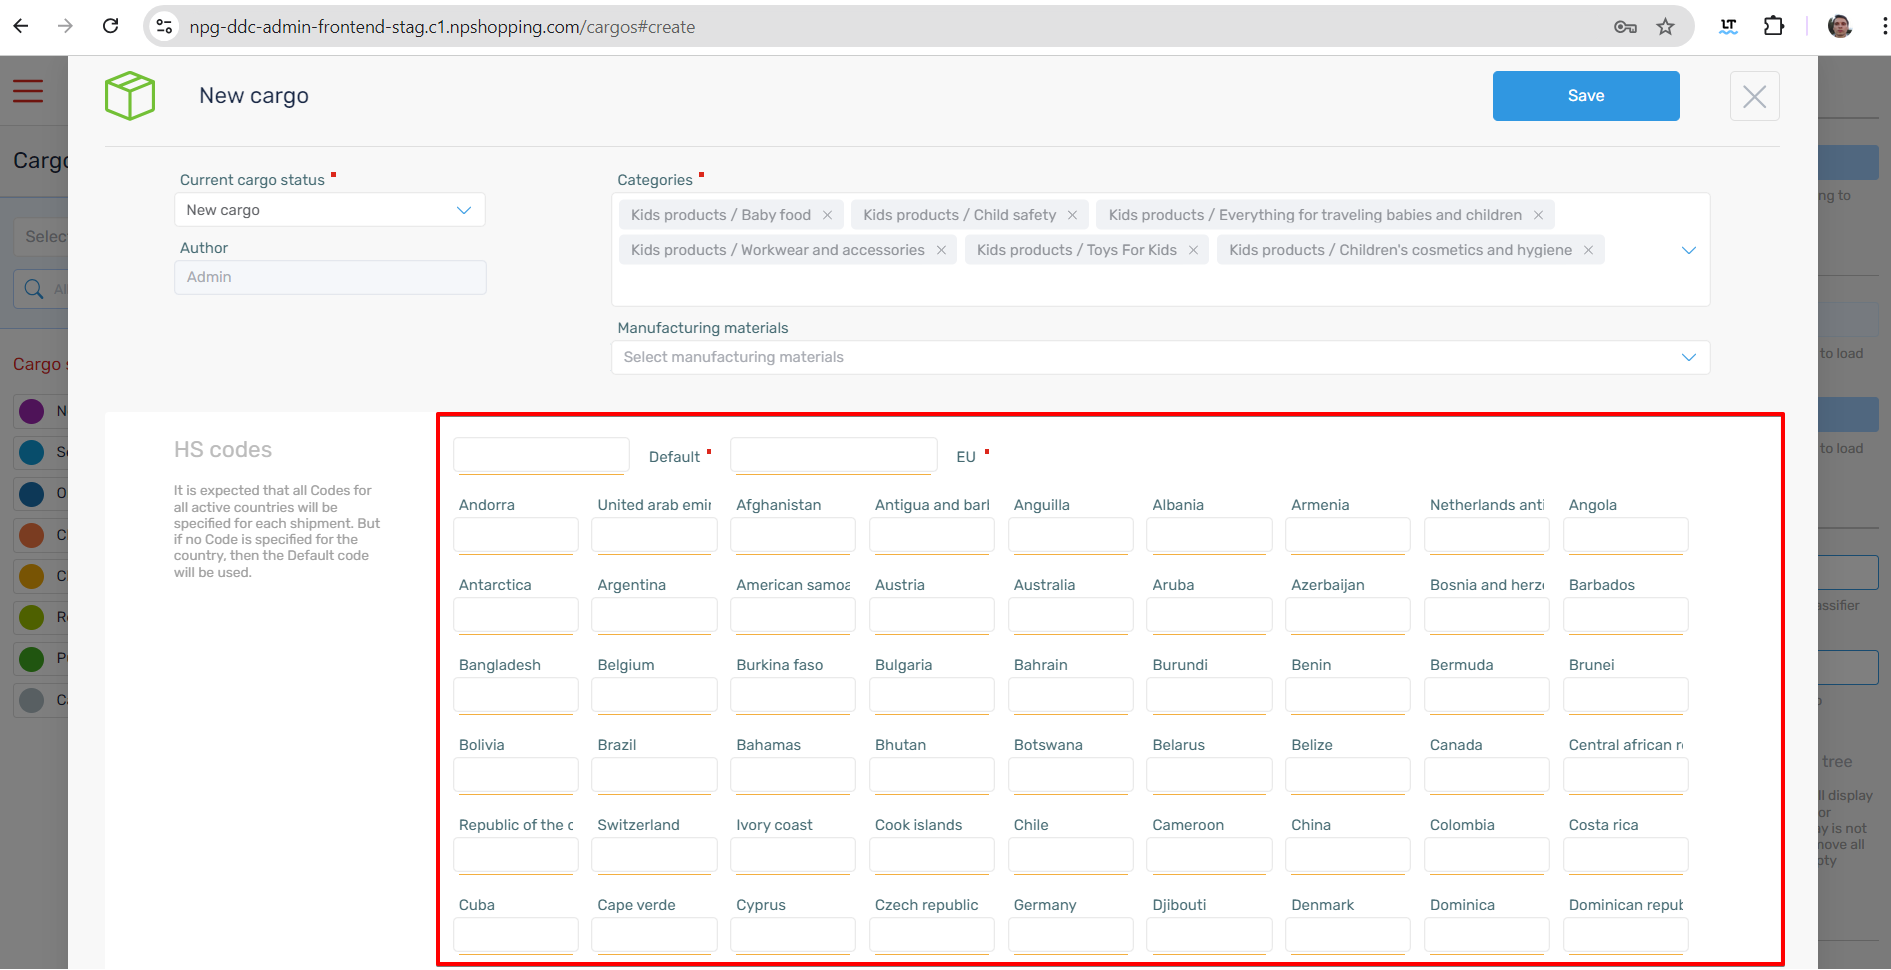 npg-ddc-admin-frontend-stag.c1.npshopping.com/cargos#create
LT
New cargo
Save
Cargo
Current cargo status
Categories
New cargo
Kids products / Baby food
Kids products / Child safety
Kids products / Everything for traveling babies and children
ng to
Selec
Author
Kids products / Workwear and accessories
Kids products / Toys For Kids
Kids products / Children's cosmetics and hygiene
Admin
Al
Manufacturing materials
Select manufacturing materials
to load
Cargo s
N
HS codes
Default
EU
to load
S
It is expected that all Codes for
all active countries will be
specified for each shipment. But
if no Code is specified for the
country, then the Default code
will be used.
O
C
C
R
P
C
Andorra
United arab emir
Afghanistan
Antigua and barl
Anguilla
Albania
Armenia
Netherlands anti
Angola
Antarctica
Argentina
American samoa
Austria
Australia
Aruba
Azerbaijan
Bosnia and herze
Barbados
assifier
Bangladesh
Belgium
Burkina faso
Bulgaria
Bahrain
Burundi
Benin
Bermuda
Brunei
Bolivia
Brazil
Bahamas
Bhutan
Botswana
Belarus
Belize
Canada
Central african r
tree
ll display
or
ay is not
move all
pty
Republic of the c
Switzerland
Ivory coast
Cook islands
Chile
Cameroon
China
Colombia
Costa rica
Cuba
Cape verde
Cyprus
Czech republic
Germany
Djibouti
Denmark
Dominica
Dominican repub